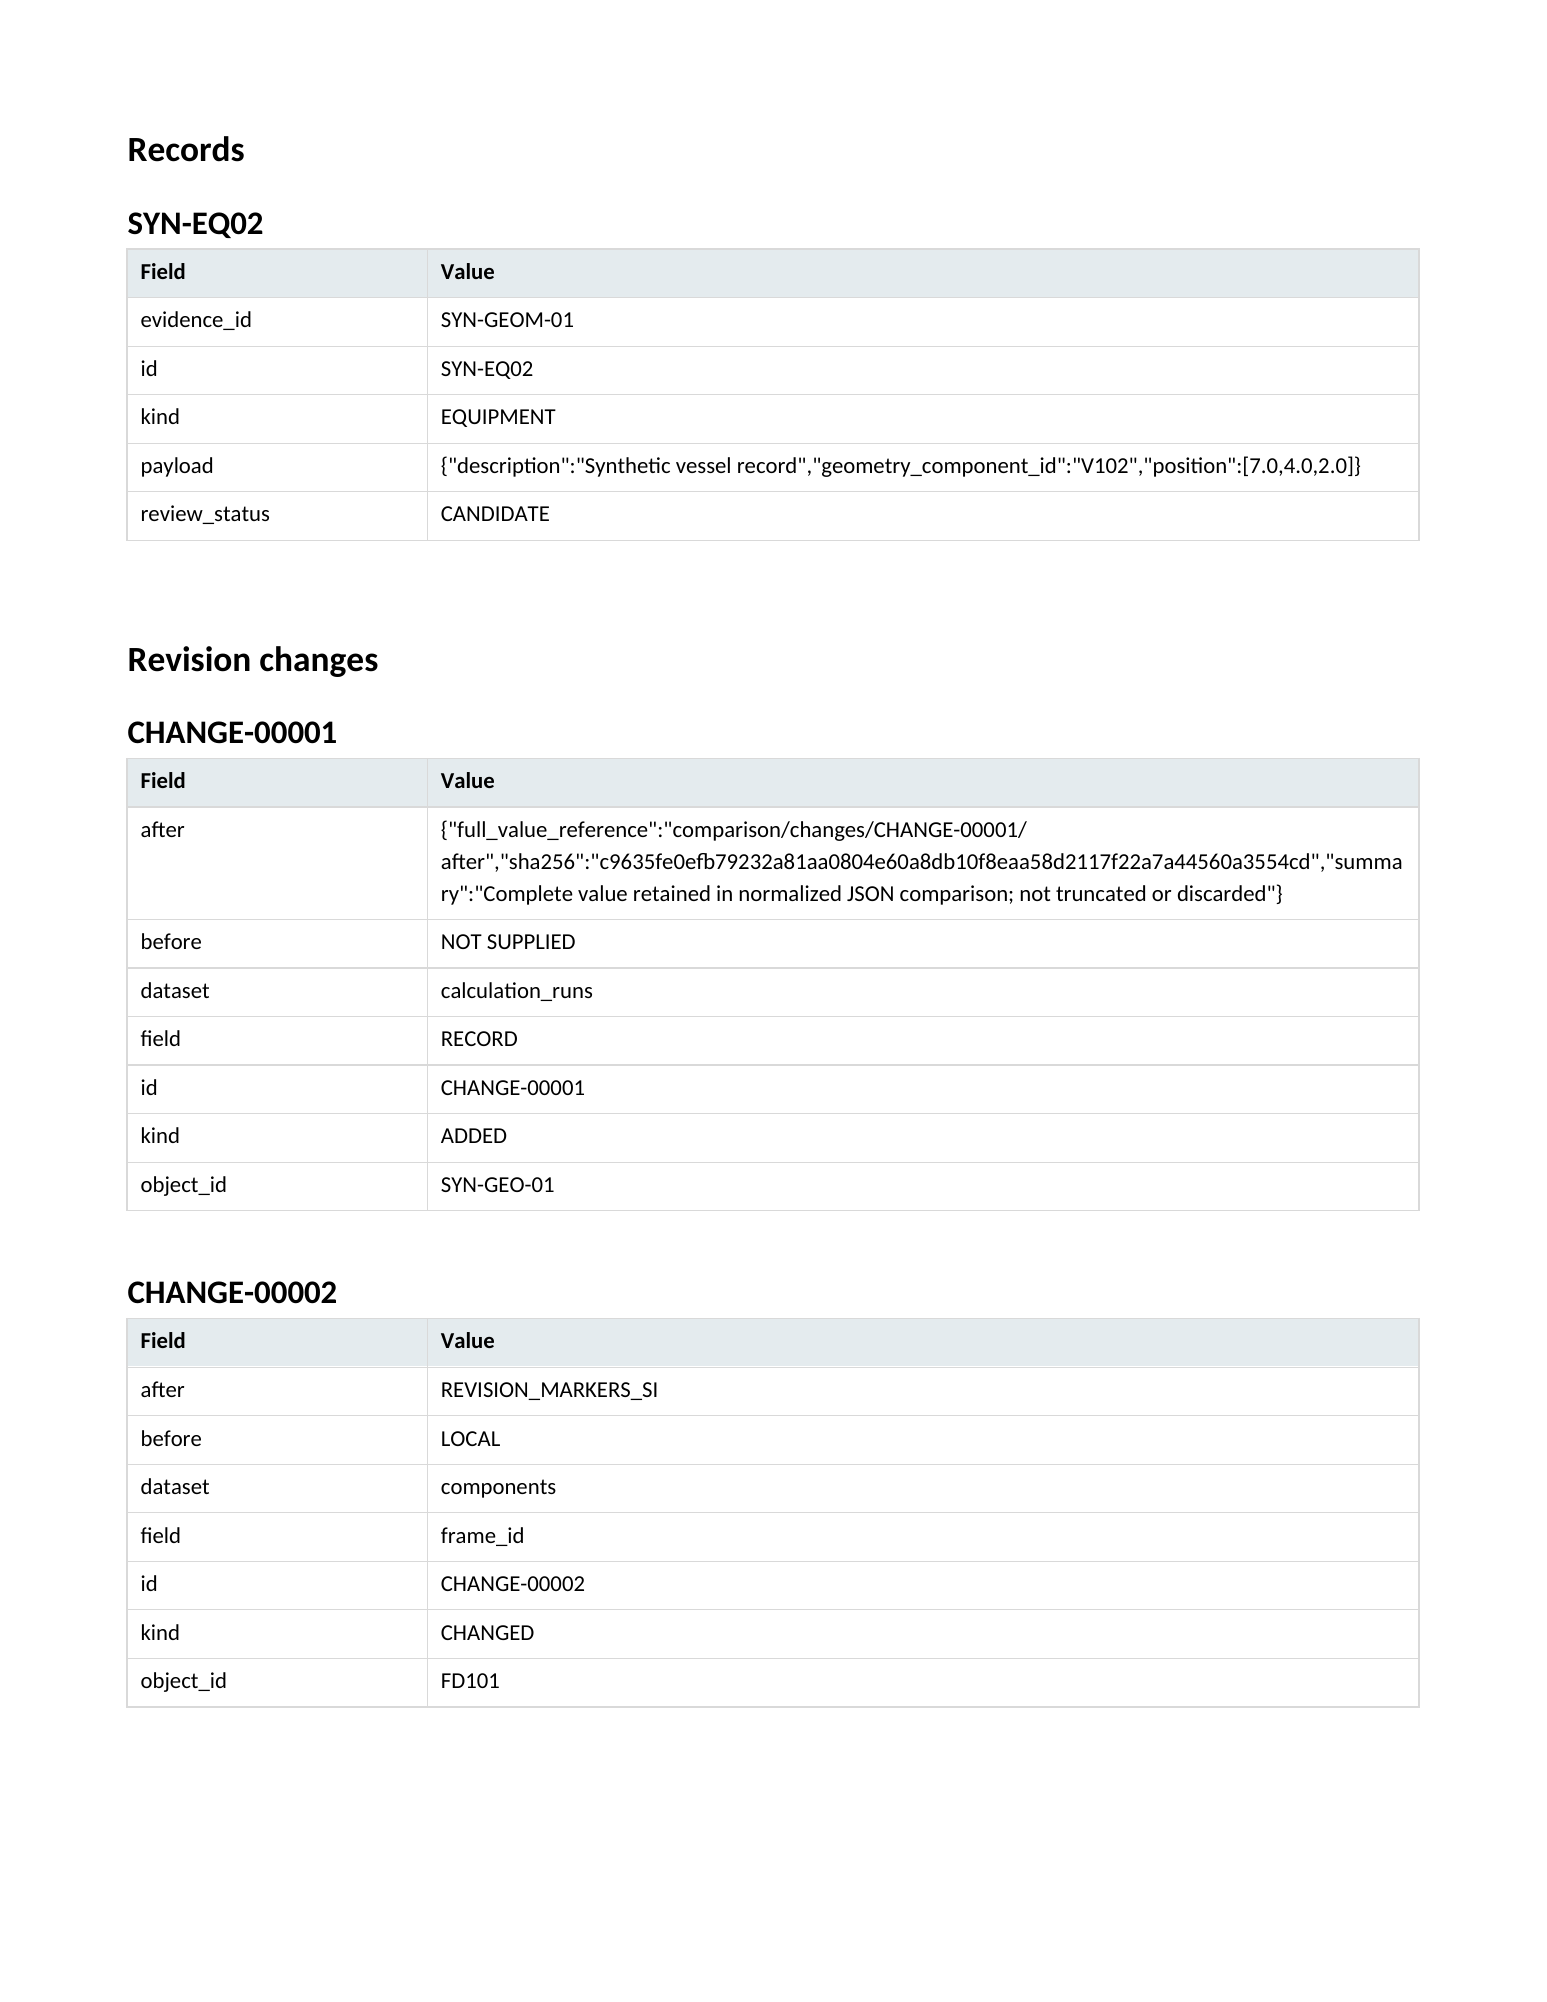 Records
SYN-EQ02
Field Value
evidence_id SYN-GEOM-01
id SYN-EQ02
kind EQUIPMENT
payload {"description":"Synthetic vessel record","geometry_component_id":"V102","position":[7.0,4.0,2.0]}
review_status CANDIDATE
Revision changes
CHANGE-00001
Field Value
after {"full_value_reference":"comparison/changes/CHANGE-00001/
after","sha256":"c9635fe0efb79232a81aa0804e60a8db10f8eaa58d2117f22a7a44560a3554cd","summa
ry":"Complete value retained in normalized JSON comparison; not truncated or discarded"}
before NOT SUPPLIED
dataset calculation_runs
field RECORD
id CHANGE-00001
kind ADDED
object_id SYN-GEO-01
CHANGE-00002
Field Value
after REVISION_MARKERS_SI
before LOCAL
dataset components
field frame_id
id CHANGE-00002
kind CHANGED
object_id FD101